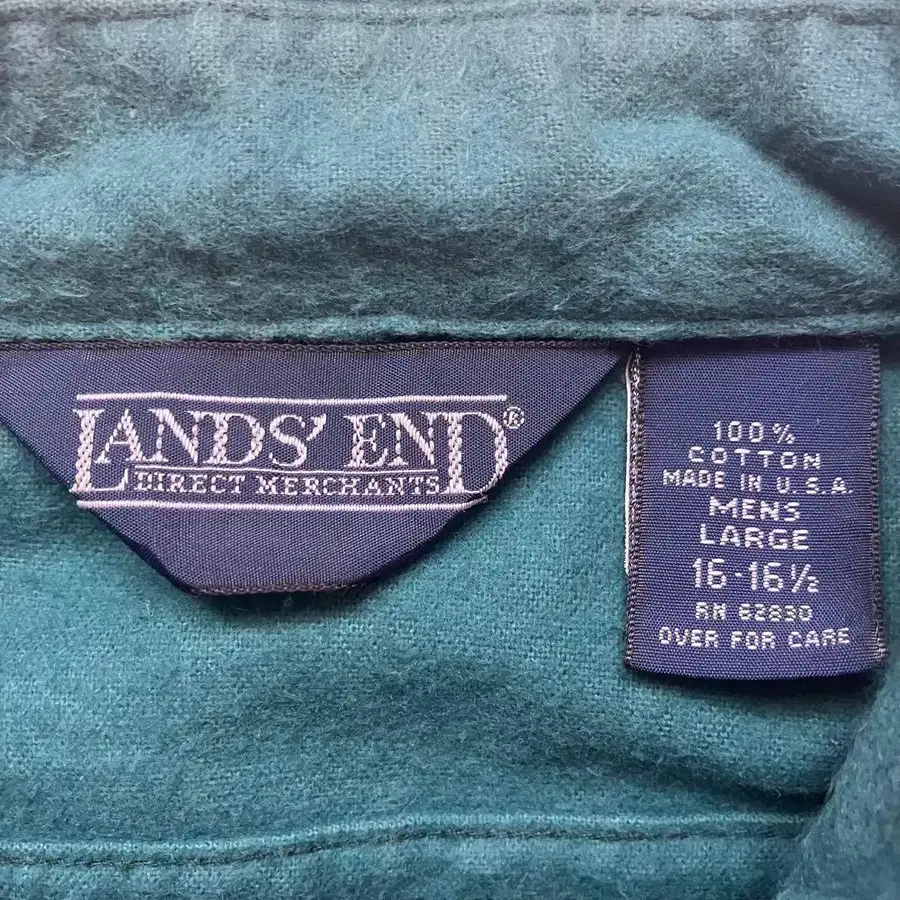 LANDS' END®
DIRECT MERCHANTS
100%
COTTON
MADE IN U.S.A.
MENS
LARGE
16-16½
RN 62830
OVER FOR CARE